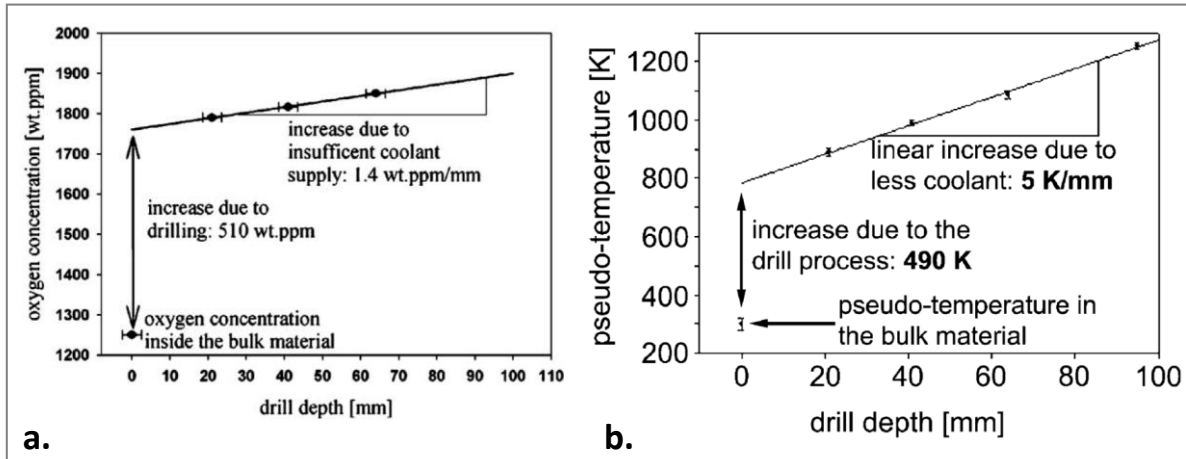 2000
1900
1800
1700
1600
1500
1400
1300
1200
oxygen concentration [wt.ppm]
increase due to
insufficent coolant
supply: 1.4 wt.ppm/mm
increase due to
drilling: 510 wt.ppm
oxygen concentration
inside the bulk material
0 10 20 30 40 50 60 70 80 90 100 110
drill depth [mm]
a.
1200
1000
800
600
400
300
200
pseudo-temperature [K]
linear increase due to
less coolant: 5 K/mm
increase due to the
drill process: 490 K
pseudo-temperature in
the bulk material
0 20 40 60 80 100
drill depth [mm]
b.